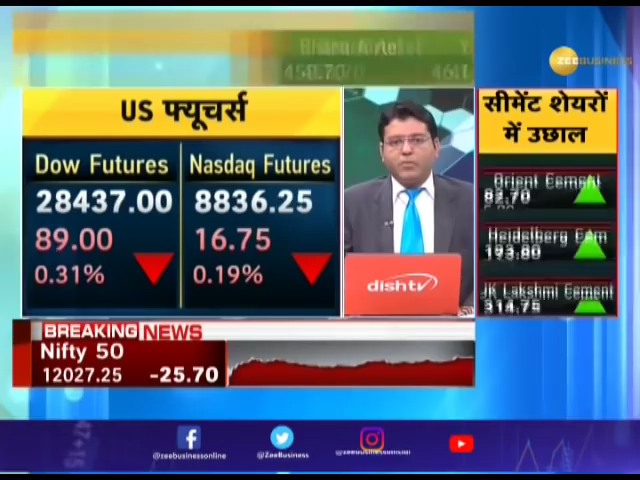 ZEEBUSINESS
US फ्यूचर्स
Dow Futures
28437.00
89.00
0.31%
Nasdaq Futures
8836.25
16.75
0.19%
dishtv
सीमेंट शेयरों
में उछाल
Orient Cement
82.70
Heidelberg Cem
193.80
JK Lakshmi Cement
314.75
BREAKING NEWS
Nifty 50
12027.25 -25.70
@zeebusinessonline
@ZeeBusiness